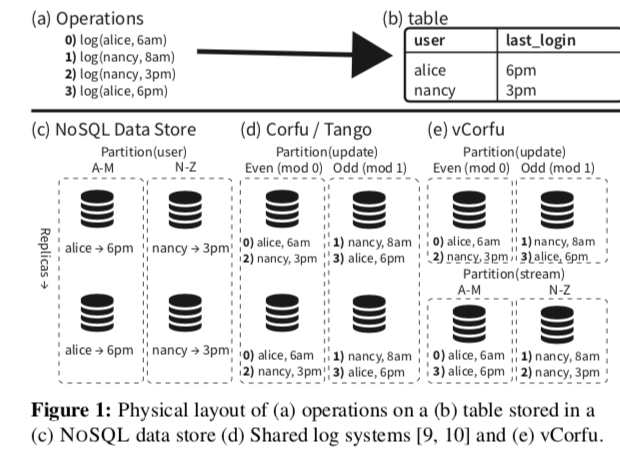 (a) Operations
0) log(alice, 6am)
1) log(nancy, 8am)
2) log(nancy, 3pm)
3) log(alice, 6pm)
(b) table
user last_login
alice 6pm
nancy 3pm
(c) NoSQL Data Store
Partition(user)
A-M N-Z
Replicas→
alice → 6pm nancy → 3pm
alice → 6pm nancy → 3pm
(d) Corfu / Tango
Partition(update)
Even (mod 0) Odd (mod 1)
0) alice, 6am 1) nancy, 8am
2) nancy, 3pm 3) alice, 6pm
0) alice, 6am 1) nancy, 8am
2) nancy, 3pm 3) alice, 6pm
(e) vCorfu
Partition(update)
Even (mod 0) Odd (mod 1)
0) alice, 6am 1) nancy, 8am
2) nancy, 3pm 3) alice, 6pm
Partition(stream)
A-M N-Z
0) alice, 6am 1) nancy, 8am
3) alice, 6pm 2) nancy, 3pm
Figure 1: Physical layout of (a) operations on a (b) table stored in a
(c) NOSQL data store (d) Shared log systems [9, 10] and (e) vCorfu.